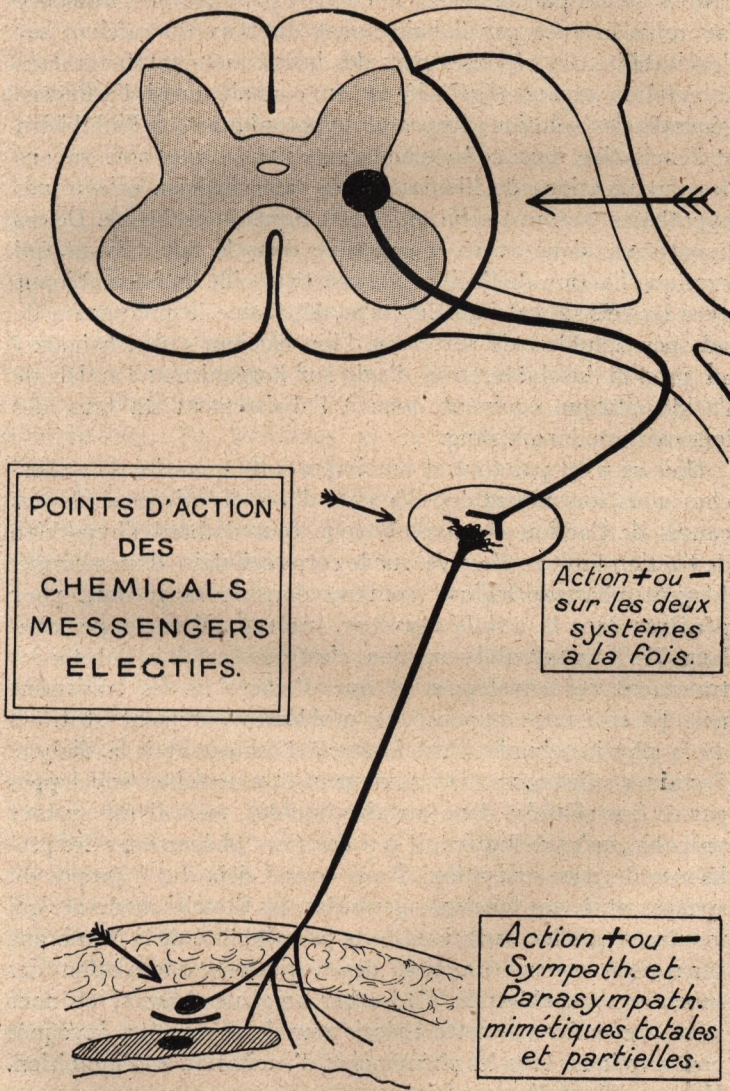 POINTS D'ACTION
DES
CHEMICALS
MESSENGERS
ELECTIFS.
Action + ou −
sur les deux
systèmes
à la fois.
Action + ou −
Sympath. et
Parasympath.
mimétiques totales
et partielles.